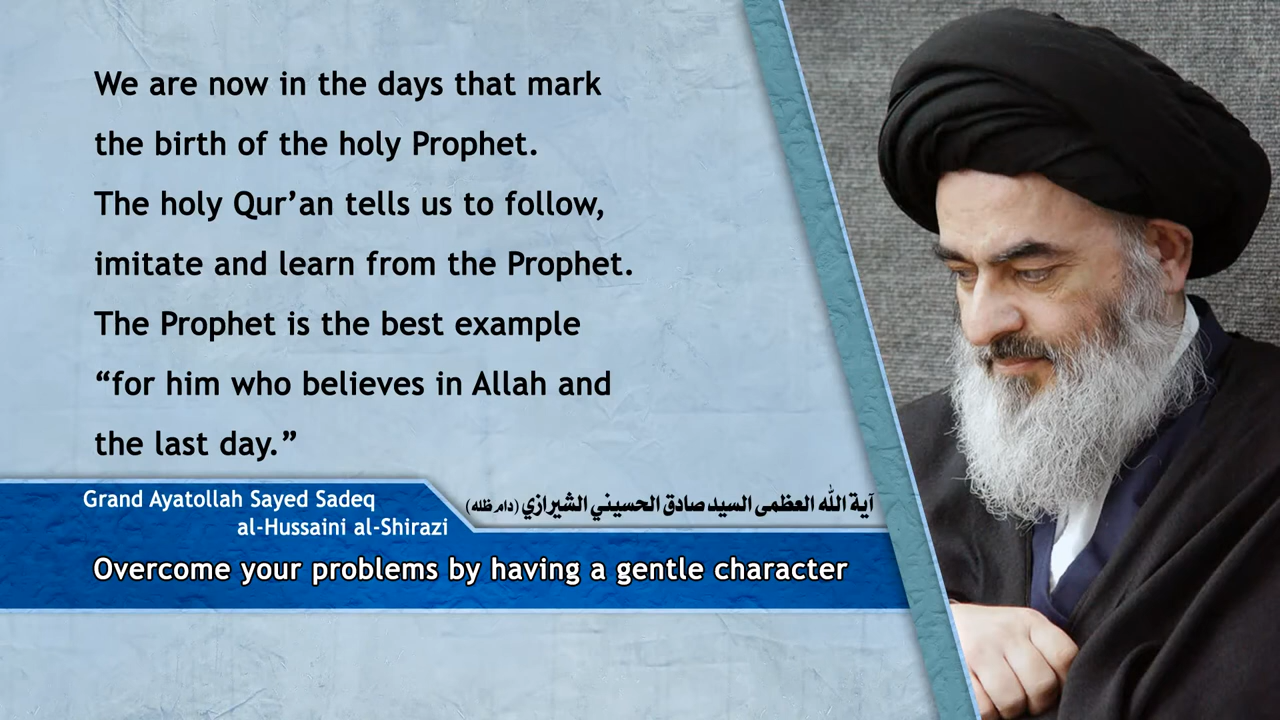 We are now in the days that mark
the birth of the holy Prophet.
The holy Qur’an tells us to follow,
imitate and learn from the Prophet.
The Prophet is the best example
“for him who believes in Allah and
the last day.”
Grand Ayatollah Sayed Sadeq
al-Hussaini al-Shirazi
آية الله العظمى السيد صادق الحسيني الشيرازي (دام ظله)
Overcome your problems by having a gentle character